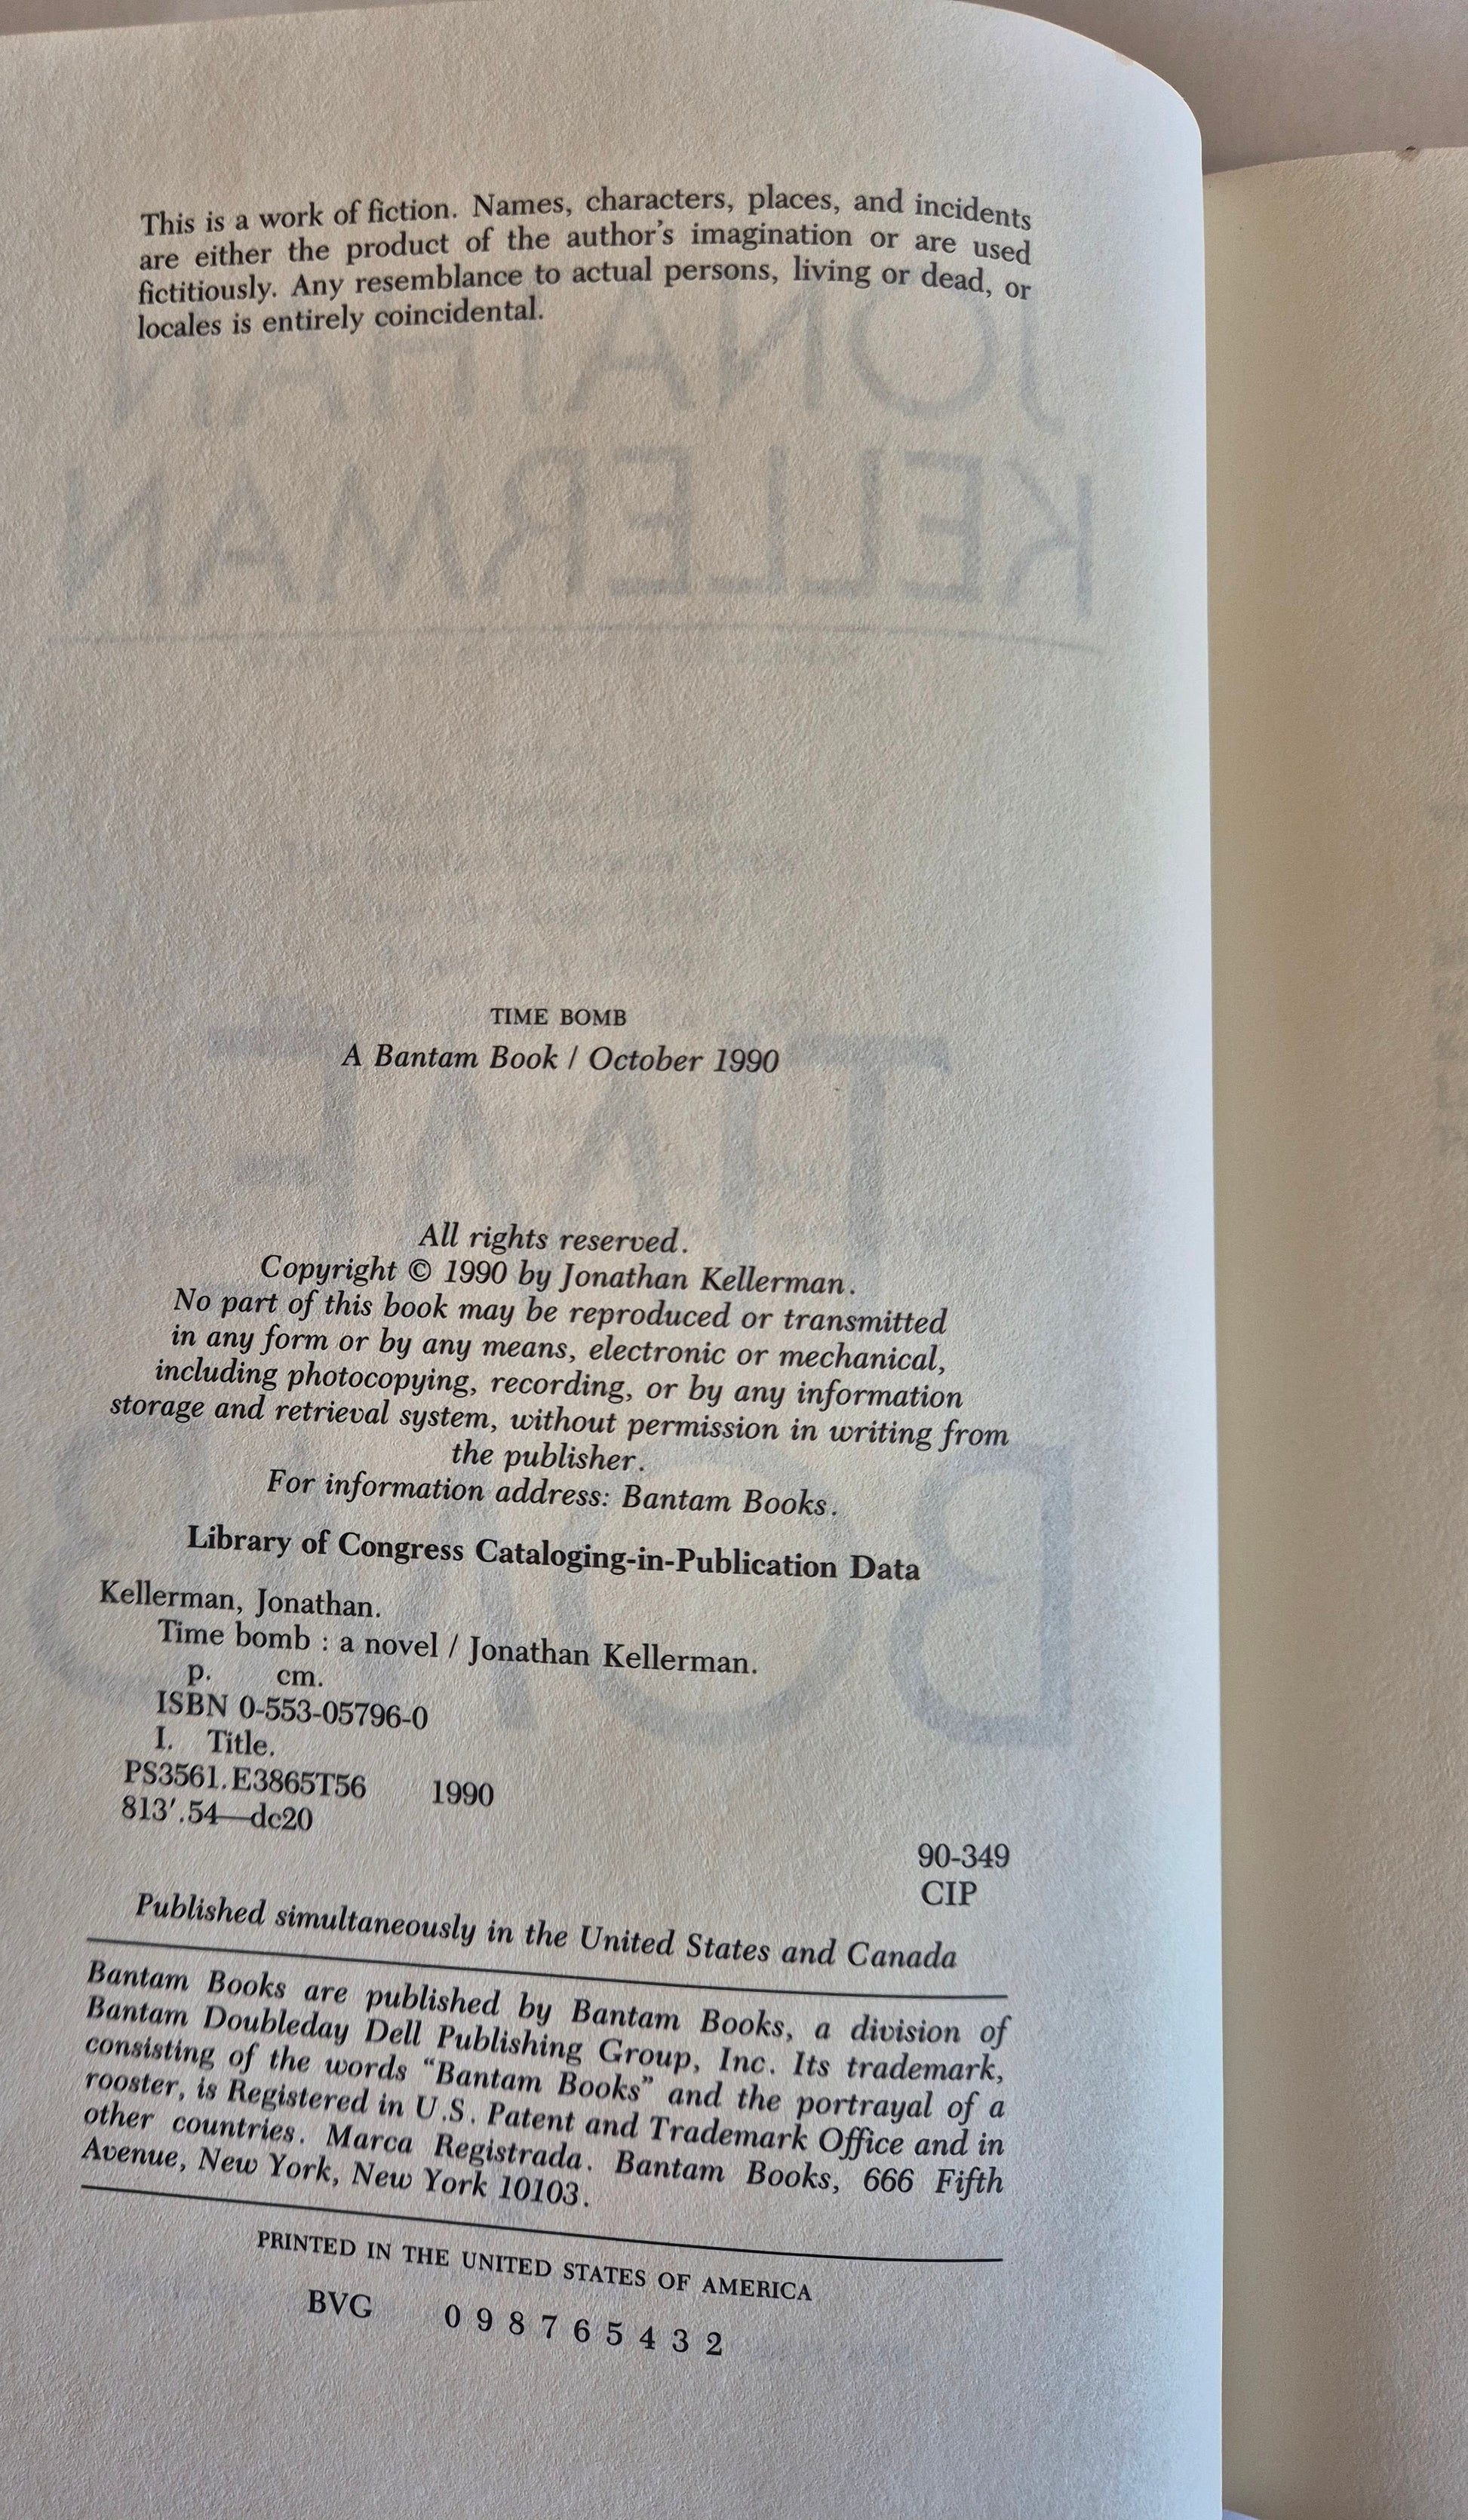 This is a work of fiction. Names, characters, places, and incidents
are either the product of the author's imagination or are used
fictitiously. Any resemblance to actual persons, living or dead, or
locales is entirely coincidental.
JONATHAN
KELLERMAN
TIME BOMB
A Bantam Book / October 1990
TIME
All rights reserved.
Copyright © 1990 by Jonathan Kellerman.
No part of this book may be reproduced or transmitted
in any form or by any means, electronic or mechanical,
including photocopying, recording, or by any information
storage and retrieval system, without permission in writing from
the publisher.
For information address: Bantam Books.
BOMB
Library of Congress Cataloging-in-Publication Data
Kellerman, Jonathan.
Time bomb : a novel / Jonathan Kellerman.
p. cm.
ISBN 0-553-05796-0
I. Title.
PS3561.E3865T56 1990
813′.54—dc20
90-349
CIP
Published simultaneously in the United States and Canada
Bantam Books are published by Bantam Books, a division of
Bantam Doubleday Dell Publishing Group, Inc. Its trademark,
consisting of the words “Bantam Books” and the portrayal of a
rooster, is Registered in U.S. Patent and Trademark Office and in
other countries. Marca Registrada. Bantam Books, 666 Fifth
Avenue, New York, New York 10103.
PRINTED IN THE UNITED STATES OF AMERICA
BVG 0 9 8 7 6 5 4 3 2